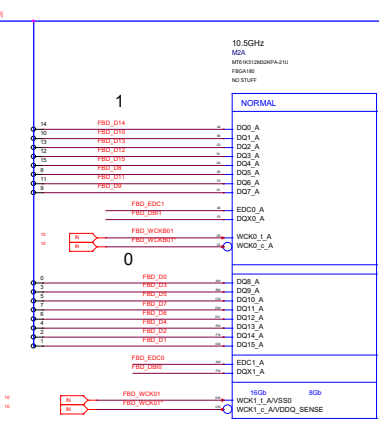 10.5GHz
M2A
MT61K512M32KPA-21U
FBGA180
NO STUFF
1
NORMAL
14 FBD_D14 DQ0_A
10 FBD_D10 DQ1_A
13 FBD_D13 DQ2_A
12 FBD_D12 DQ3_A
15 FBD_D15 DQ4_A
8 FBD_D8 DQ5_A
11 FBD_D11 DQ6_A
9 FBD_D9 DQ7_A
FBD_EDC1 EDC0_A
FBD_DBI1 DQX0_A
IN FBD_WCKB01 WCK0_t_A
IN FBD_WCKB01* WCK0_c_A
0
0 FBD_D0 DQ8_A
3 FBD_D3 DQ9_A
5 FBD_D5 DQ10_A
7 FBD_D7 DQ11_A
6 FBD_D6 DQ12_A
4 FBD_D4 DQ13_A
2 FBD_D2 DQ14_A
1 FBD_D1 DQ15_A
FBD_EDC0 EDC1_A
FBD_DBI0 DQX1_A
16Gb 8Gb
IN FBD_WCK01 WCK1_t_A/VSS0
IN FBD_WCK01* WCK1_c_A/VDDQ_SENSE